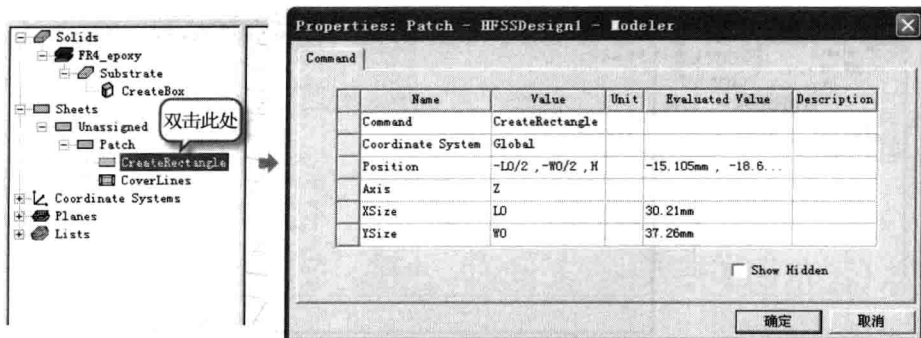 Solids
FR4_epoxy
Substrate
CreateBox
Sheets
双击此处
Unassigned
Patch
CreateRectangle
CoverLines
Coordinate Systems
Planes
Lists
Properties: Patch - HFSSDesign1 - Modeler
Command
Name Value Unit Evaluated Value Description
Command CreateRectangle
Coordinate System Global
Position -L0/2 ,-W0/2 ,H -15.105mm , -18.6...
Axis Z
XSize L0 30.21mm
YSize W0 37.26mm
Show Hidden
确定 取消